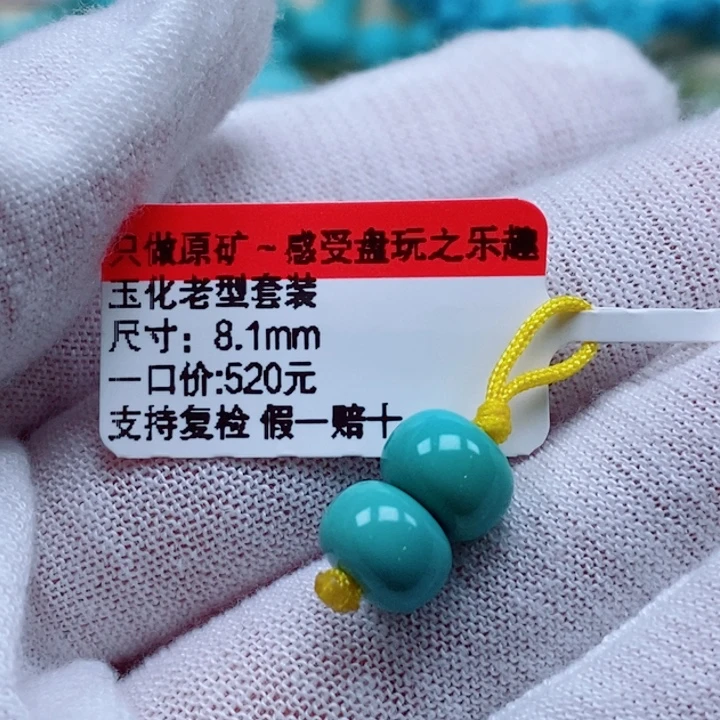 只做原矿~感受盘玩之乐趣
玉化老型套装
尺寸：8.1mm
一口价:520元
支持复检 假一赔十